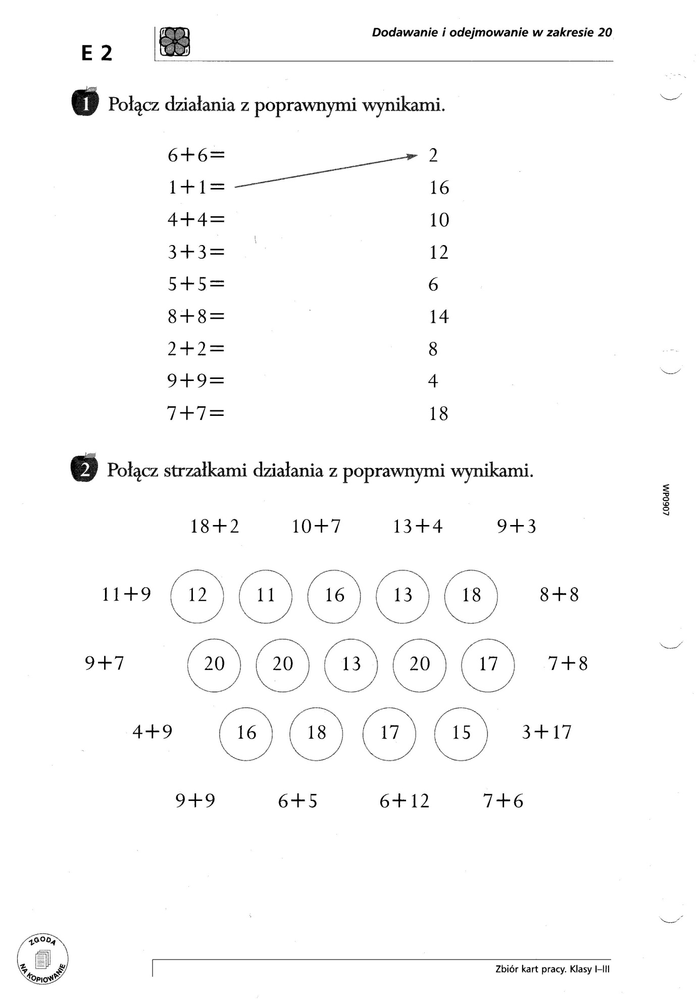 Dodawanie i odejmowanie w zakresie 20
E 2
1 Połącz działania z poprawnymi wynikami.
6+6= 2
1+1= 16
4+4= 10
3+3= 12
5+5= 6
8+8= 14
2+2= 8
9+9= 4
7+7= 18
2 Połącz strzałkami działania z poprawnymi wynikami.
WP0907
18+2 10+7 13+4 9+3
11+9 12 11 16 13 18 8+8
9+7 20 20 13 20 17 7+8
4+9 16 18 17 15 3+17
9+9 6+5 6+12 7+6
ZGODA
NA KOPIOWANIE
Zbiór kart pracy. Klasy I–III